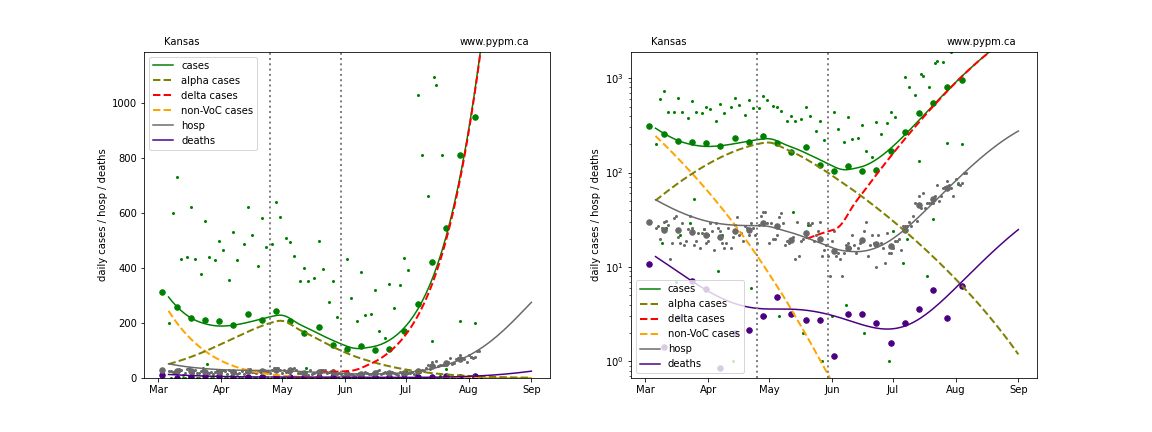 Kansas www.pypm.ca
cases
alpha cases
delta cases
non-VoC cases
hosp
deaths
daily cases / hosp / deaths
1000
800
600
400
200
0
Mar Apr May Jun Jul Aug Sep
Kansas www.pypm.ca
daily cases / hosp / deaths
10³
10²
10¹
10⁰
cases
alpha cases
delta cases
non-VoC cases
hosp
deaths
Mar Apr May Jun Jul Aug Sep